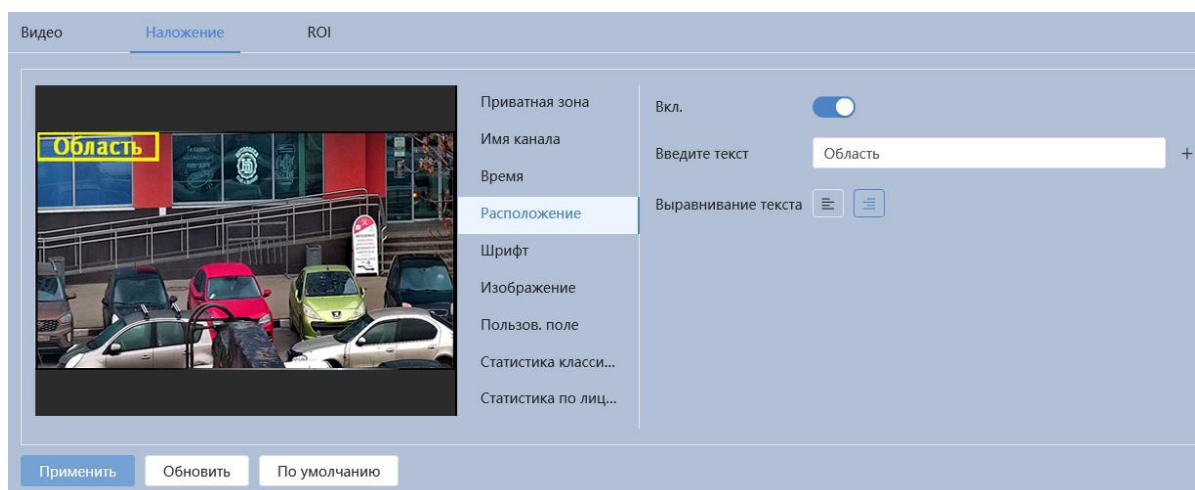 Видео Наложение ROI
Область
Приватная зона
Имя канала
Время
Расположение
Шрифт
Изображение
Пользов. поле
Статистика класси...
Статистика по лиц...
Вкл.
Введите текст Область +
Выравнивание текста
Применить Обновить По умолчанию